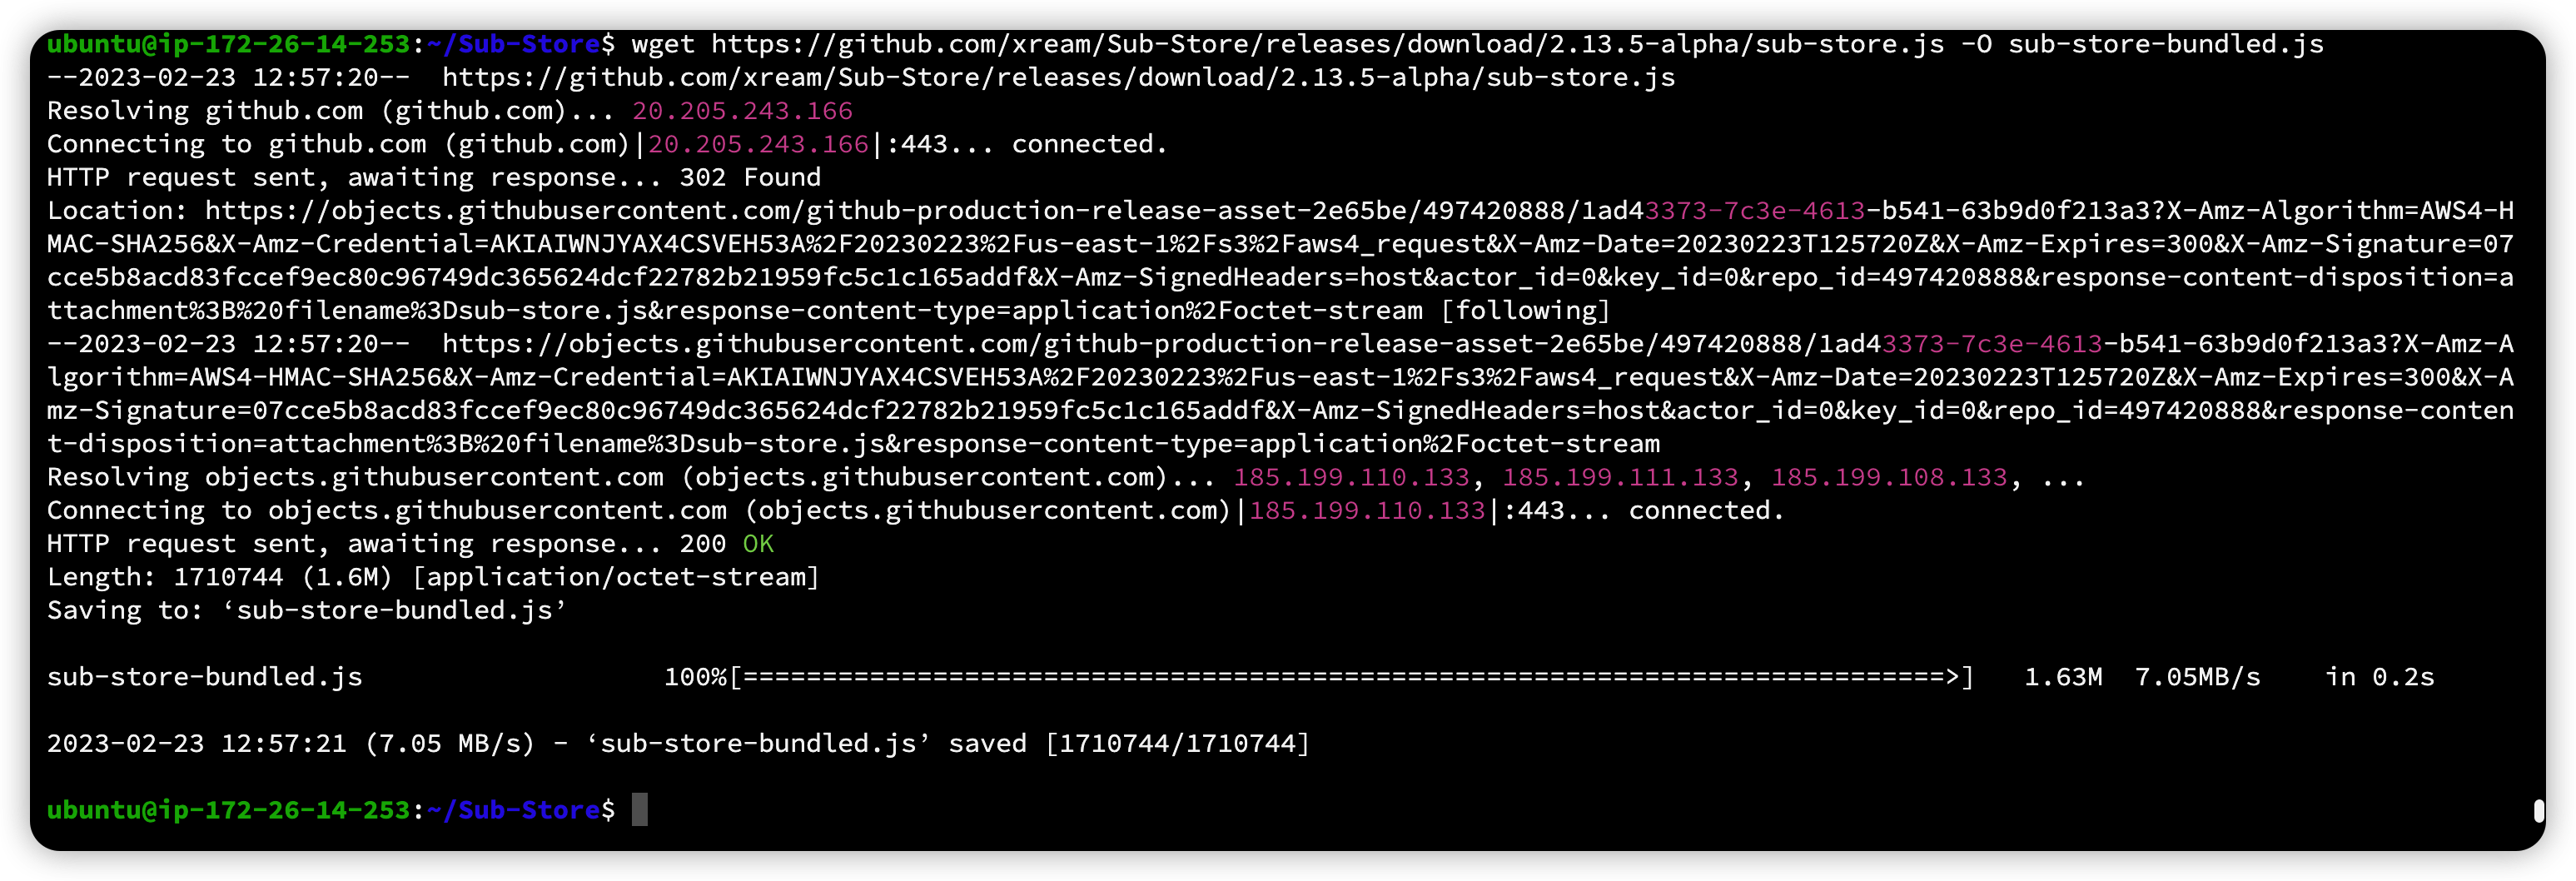 ubuntu@ip-172-26-14-253:~/Sub-Store$ wget https://github.com/xream/Sub-Store/releases/download/2.13.5-alpha/sub-store.js -O sub-store-bundled.js
--2023-02-23 12:57:20--  https://github.com/xream/Sub-Store/releases/download/2.13.5-alpha/sub-store.js
Resolving github.com (github.com)... 20.205.243.166
Connecting to github.com (github.com)|20.205.243.166|:443... connected.
HTTP request sent, awaiting response... 302 Found
Location: https://objects.githubusercontent.com/github-production-release-asset-2e65be/497420888/1ad43373-7c3e-4613-b541-63b9d0f213a3?X-Amz-Algorithm=AWS4-H
MAC-SHA256&X-Amz-Credential=AKIAIWNJYAX4CSVEH53A%2F20230223%2Fus-east-1%2Fs3%2Faws4_request&X-Amz-Date=20230223T125720Z&X-Amz-Expires=300&X-Amz-Signature=07
cce5b8acd83fccef9ec80c96749dc365624dcf22782b21959fc5c1c165addf&X-Amz-SignedHeaders=host&actor_id=0&key_id=0&repo_id=497420888&response-content-disposition=a
ttachment%3B%20filename%3Dsub-store.js&response-content-type=application%2Foctet-stream [following]
--2023-02-23 12:57:20--  https://objects.githubusercontent.com/github-production-release-asset-2e65be/497420888/1ad43373-7c3e-4613-b541-63b9d0f213a3?X-Amz-A
lgorithm=AWS4-HMAC-SHA256&X-Amz-Credential=AKIAIWNJYAX4CSVEH53A%2F20230223%2Fus-east-1%2Fs3%2Faws4_request&X-Amz-Date=20230223T125720Z&X-Amz-Expires=300&X-A
mz-Signature=07cce5b8acd83fccef9ec80c96749dc365624dcf22782b21959fc5c1c165addf&X-Amz-SignedHeaders=host&actor_id=0&key_id=0&repo_id=497420888&response-conten
t-disposition=attachment%3B%20filename%3Dsub-store.js&response-content-type=application%2Foctet-stream
Resolving objects.githubusercontent.com (objects.githubusercontent.com)... 185.199.110.133, 185.199.111.133, 185.199.108.133, ...
Connecting to objects.githubusercontent.com (objects.githubusercontent.com)|185.199.110.133|:443... connected.
HTTP request sent, awaiting response... 200 OK
Length: 1710744 (1.6M) [application/octet-stream]
Saving to: ‘sub-store-bundled.js’
sub-store-bundled.js                   100%[============================================================================>]   1.63M  7.05MB/s    in 0.2s
2023-02-23 12:57:21 (7.05 MB/s) - ‘sub-store-bundled.js’ saved [1710744/1710744]
ubuntu@ip-172-26-14-253:~/Sub-Store$